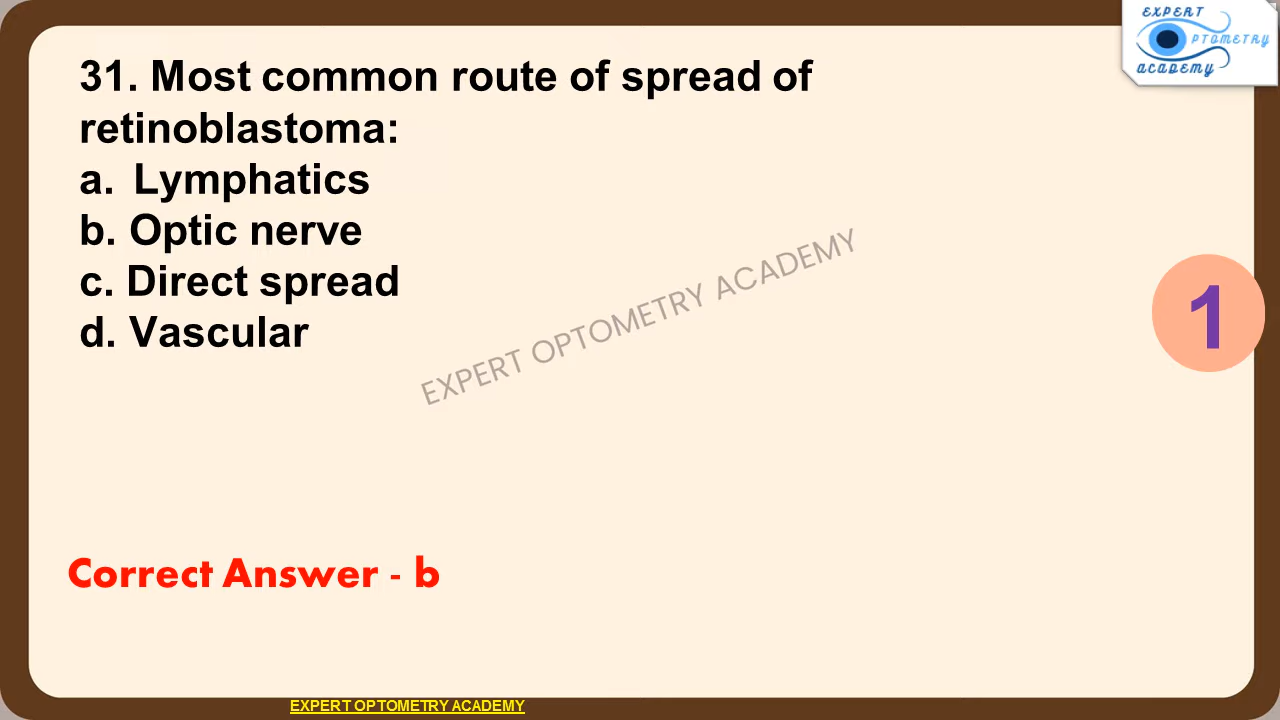 EXPERT
OPTOMETRY
ACADEMY
31. Most common route of spread of
retinoblastoma:
a. Lymphatics
b. Optic nerve
c. Direct spread
d. Vascular
EXPERT OPTOMETRY ACADEMY
1
Correct Answer - b
EXPERT OPTOMETRY ACADEMY